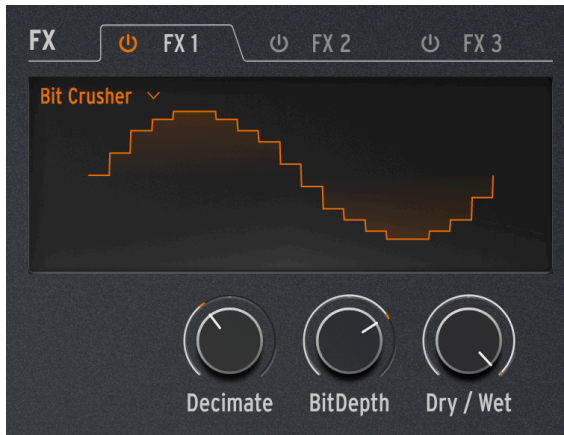 FX FX 1 FX 2 FX 3
Bit Crusher
Decimate BitDepth Dry / Wet